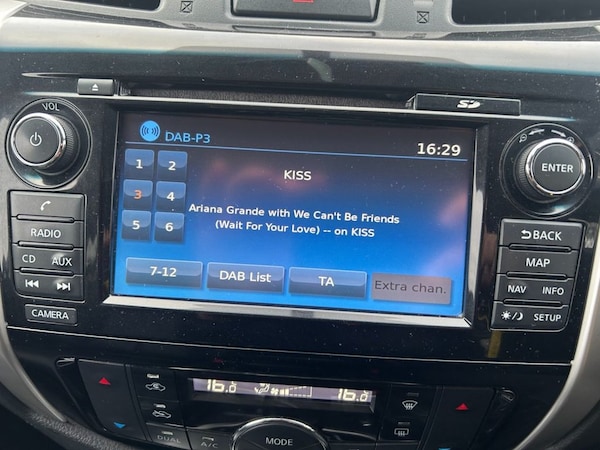 SD
VOL
DAB-P3
16:29
ENTER
1 2
3 4
5 6
KISS
Ariana Grande with We Can't Be Friends
(Wait For Your Love) -- on KISS
7-12
DAB List
TA
Extra chan.
RADIO
CD AUX
CAMERA
BACK
MAP
NAV INFO
SETUP
16.0
16.0
DUAL
A/C
MODE